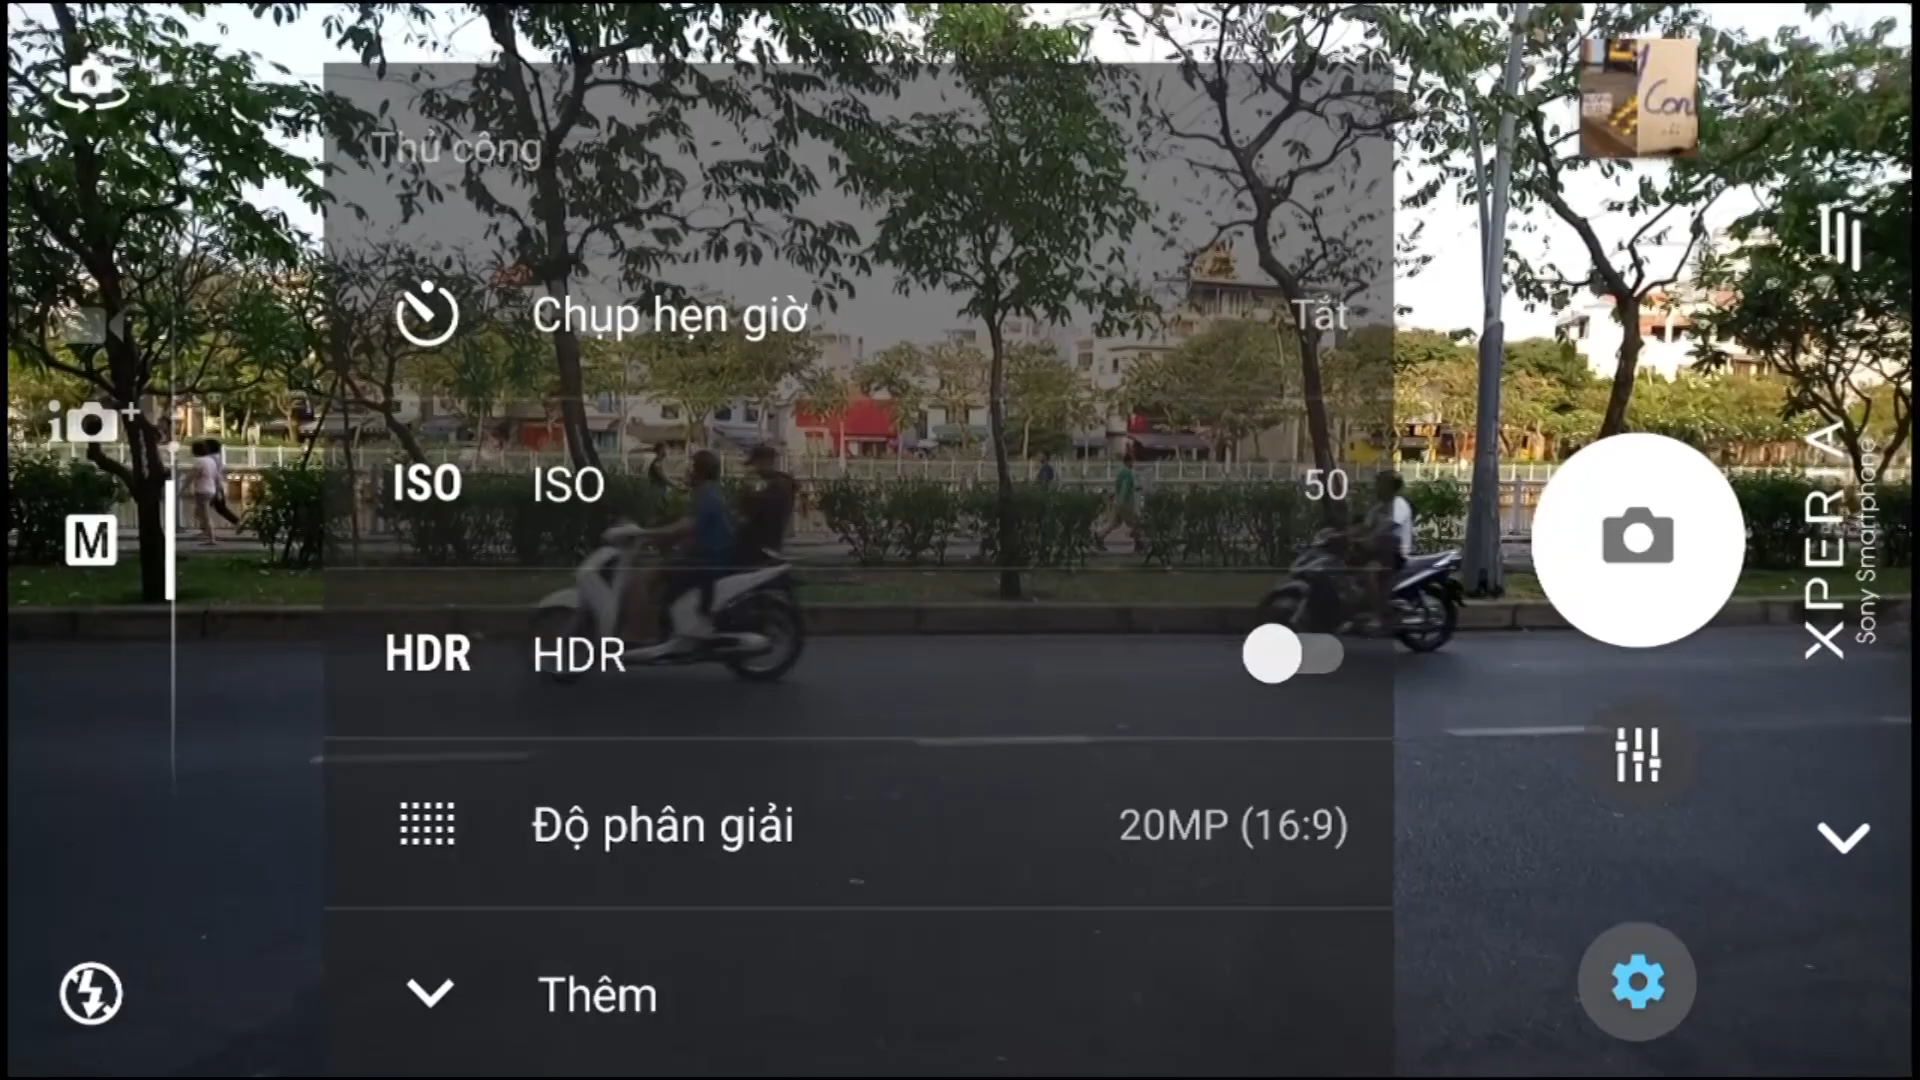 Thủ công
Chụp hẹn giờ
Tắt
ISO
ISO
50
HDR
HDR
Độ phân giải
20MP (16:9)
Thêm
i
+
M
Con
XPERIA
Sony Smartphone